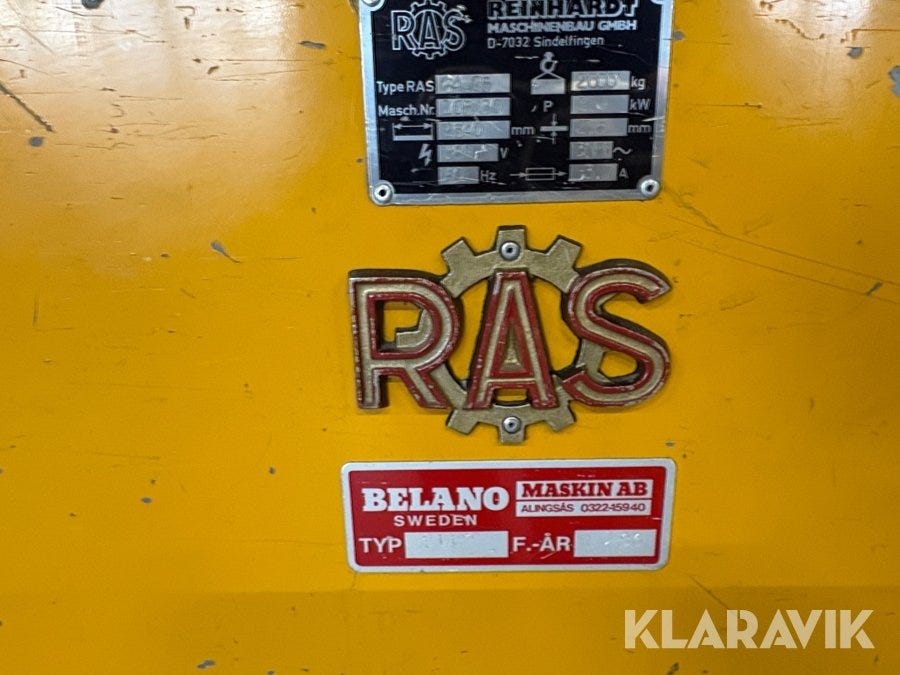 RAS
REINHARDT
MASCHINENBAU GMBH
D-7032 Sindelfingen
Type RAS kg
Masch.Nr. P kW
mm mm
V
Hz A
RAS
BELANO MASKIN AB
SWEDEN ALINGSÅS 0322-15940
TYP F.-ÅR
KLARAVIK